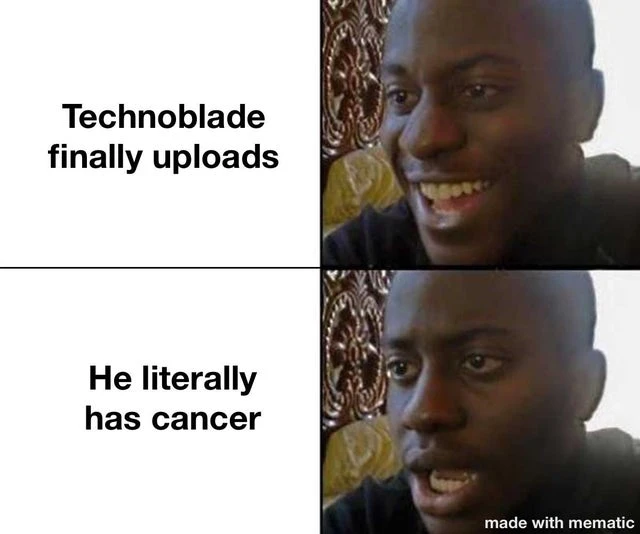 Technoblade
finally uploads
He literally
has cancer
made with mematic